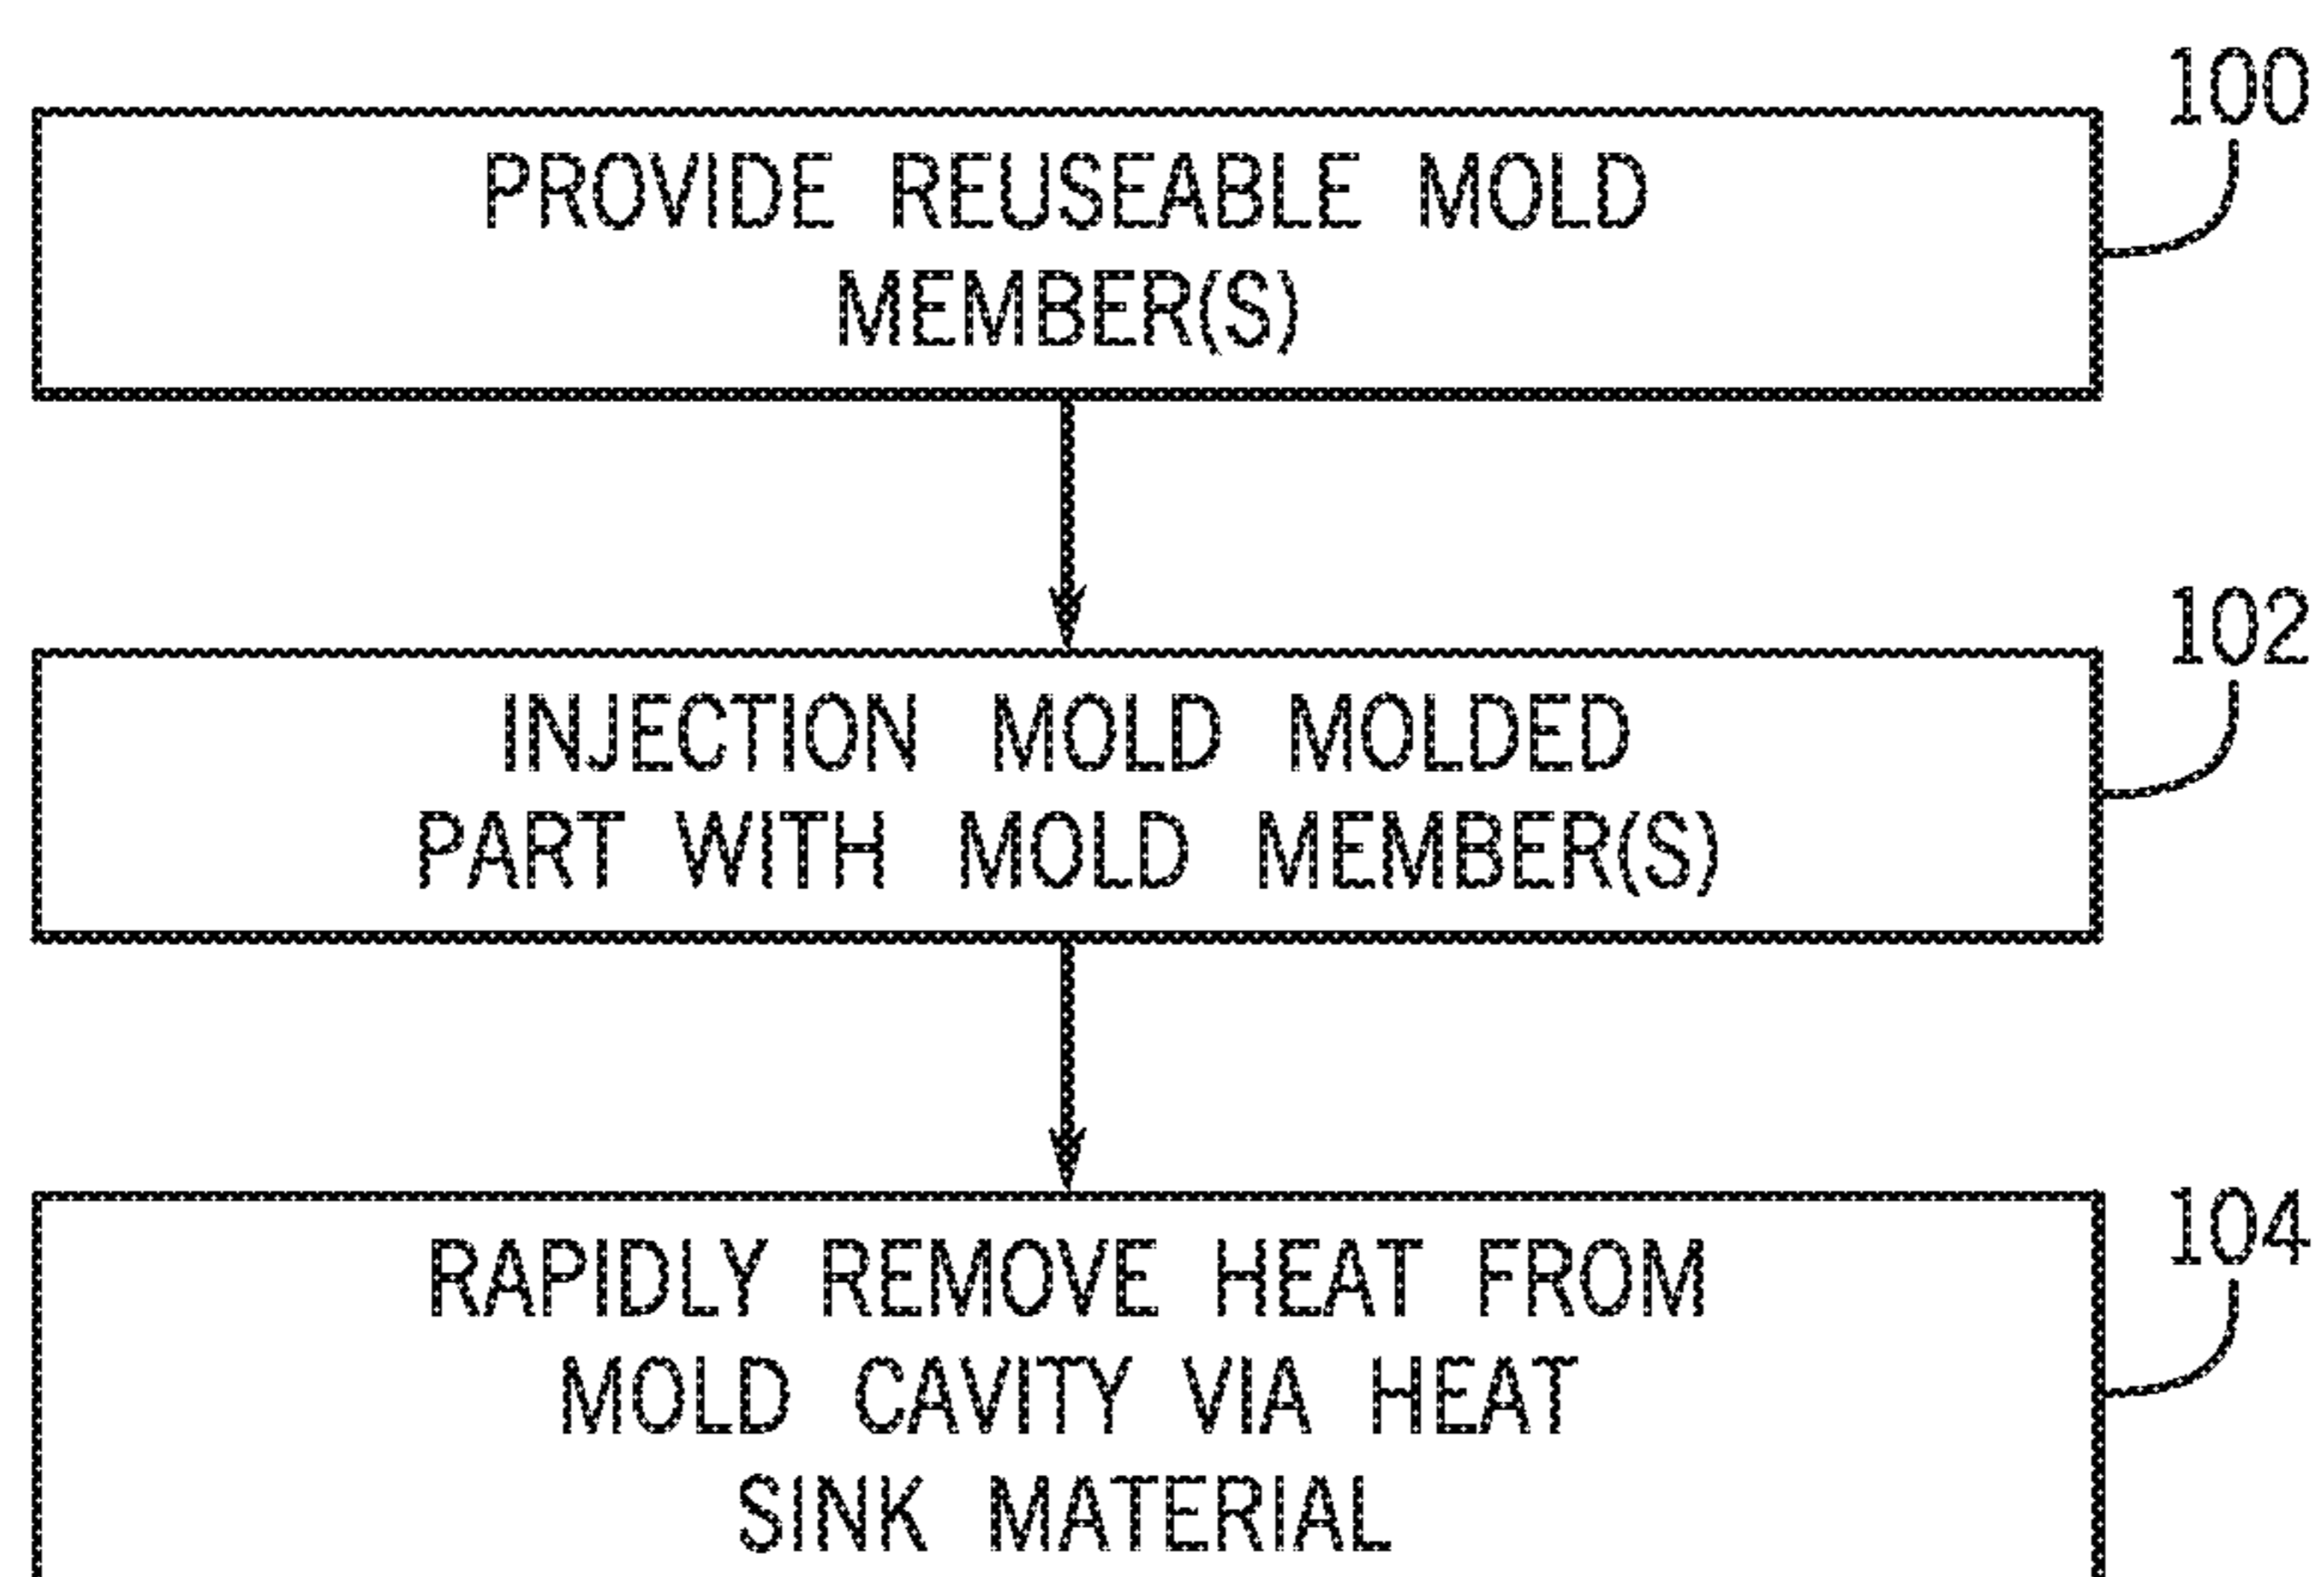 100
PROVIDE REUSEABLE MOLD
MEMBER(S)
102
INJECTION MOLD MOLDED
PART WITH MOLD MEMBER(S)
104
RAPIDLY REMOVE HEAT FROM
MOLD CAVITY VIA HEAT
SINK MATERIAL